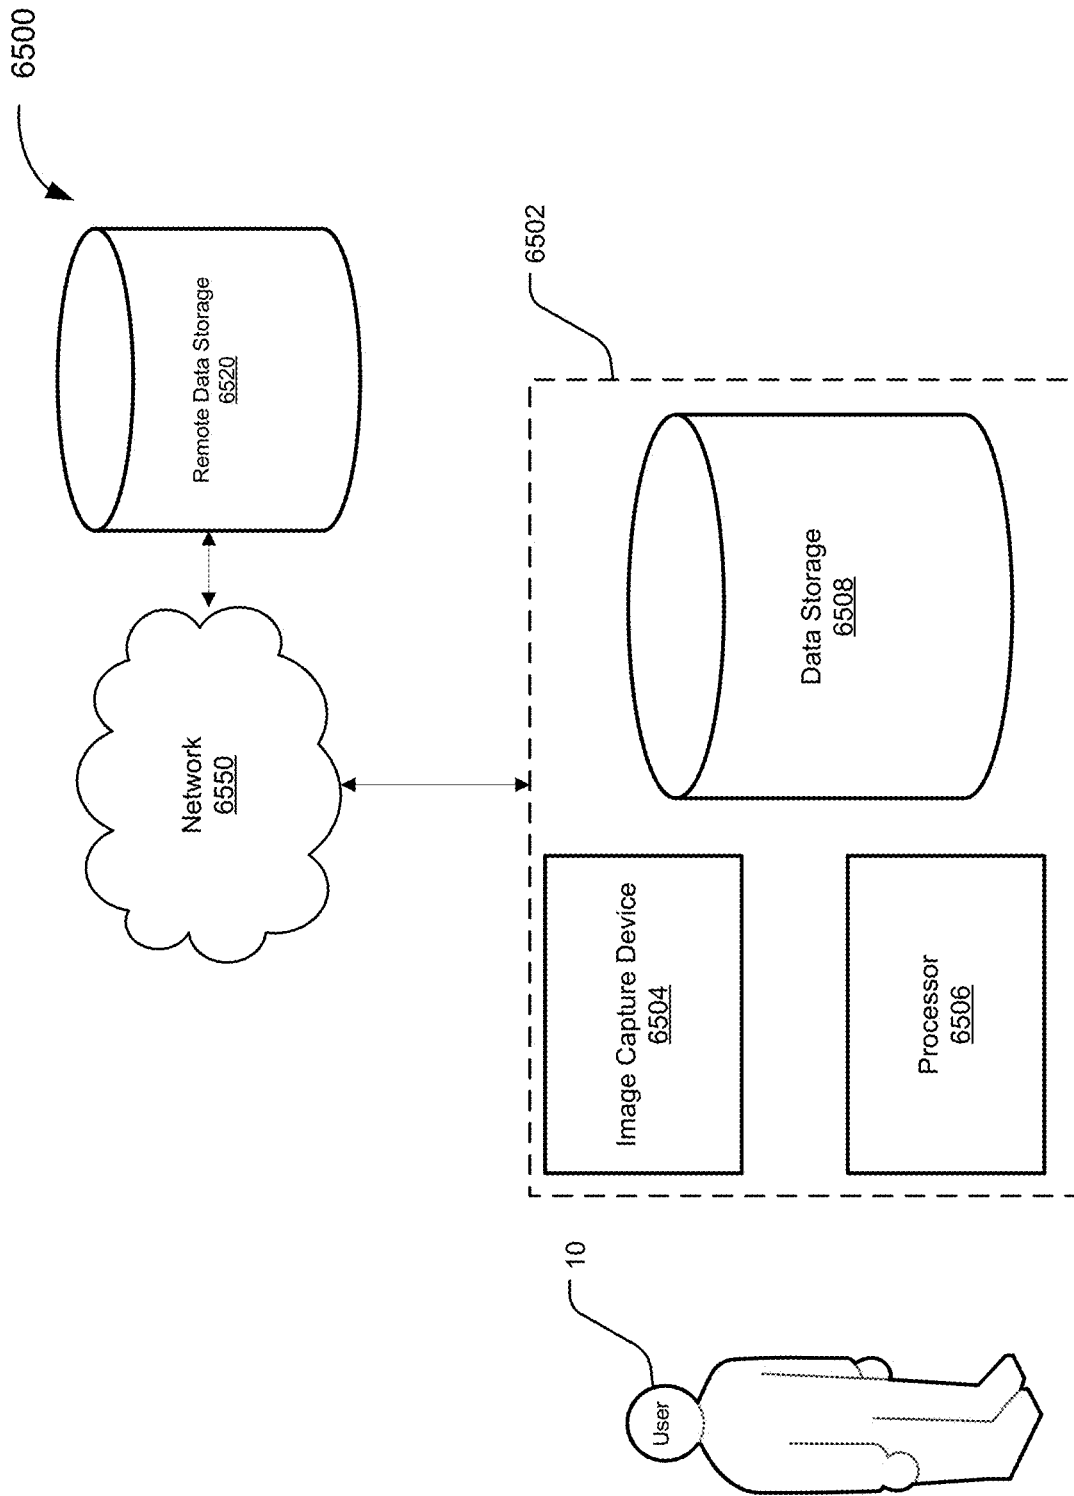 6500
Remote Data Storage
6520
Network
6550
6502
Image Capture Device
6504
Data Storage
6508
Processor
6506
10
User